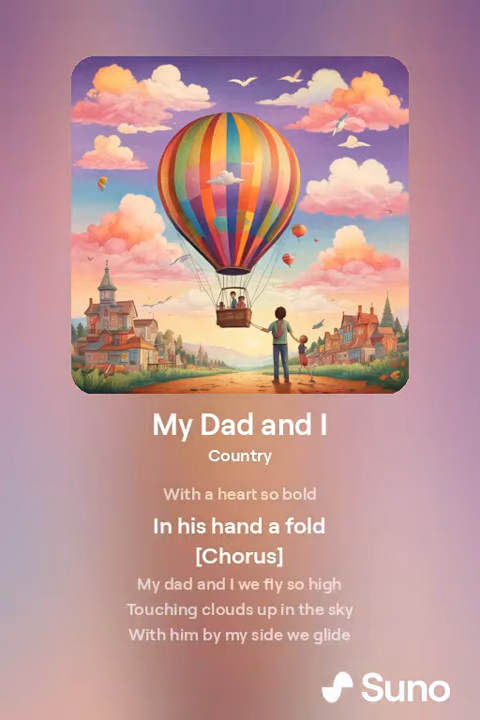 My Dad and I
Country
With a heart so bold
In his hand a fold
[Chorus]
My dad and I we fly so high
Touching clouds up in the sky
With him by my side we glide
Suno